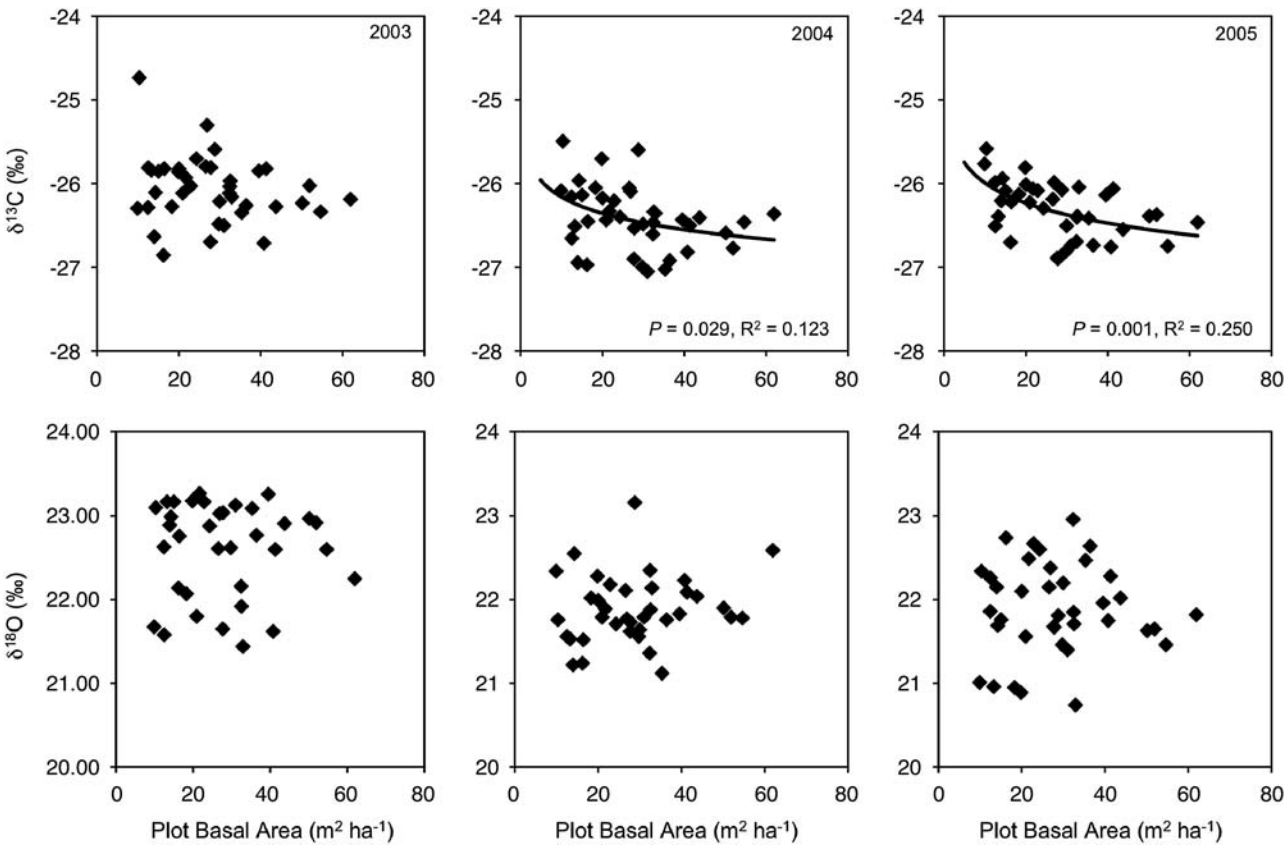 -24
-25
-26
-27
-28
δ¹³C (‰)
0 20 40 60 80
2003
-24
-25
-26
-27
-28
0 20 40 60 80
2004
P = 0.029, R² = 0.123
-24
-25
-26
-27
-28
0 20 40 60 80
2005
P = 0.001, R² = 0.250
24.00
23.00
22.00
21.00
20.00
δ¹⁸O (‰)
0 20 40 60 80
Plot Basal Area (m² ha⁻¹)
24
23
22
21
20
0 20 40 60 80
Plot Basal Area (m² ha⁻¹)
24
23
22
21
20
0 20 40 60 80
Plot Basal Area (m² ha⁻¹)